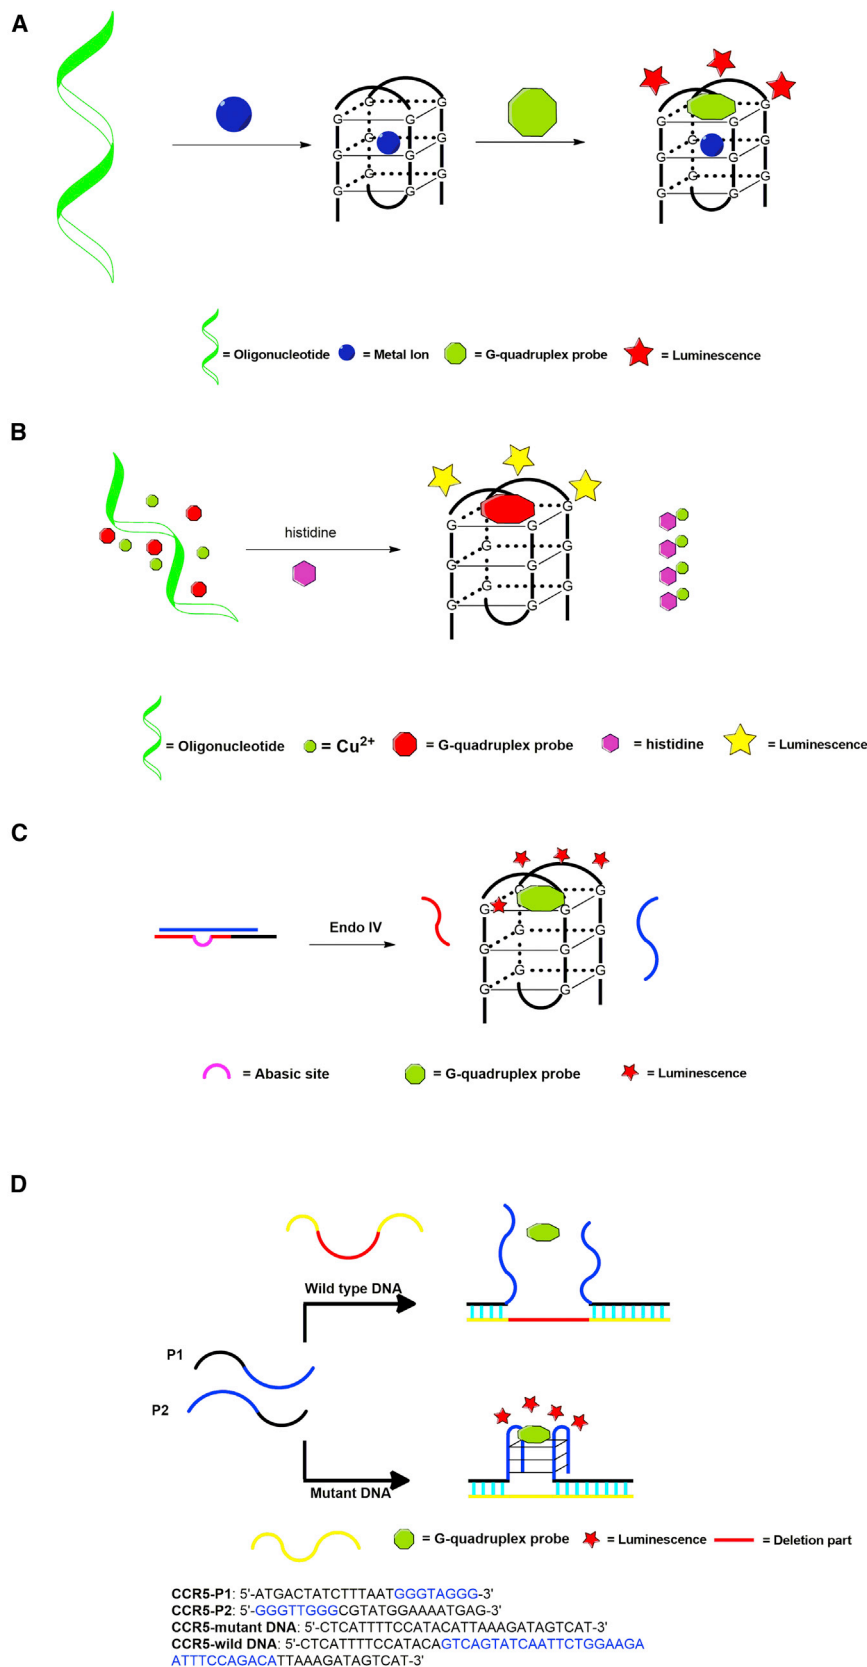 A
G G
G G
G G
G G
G G
G G
G G
G G
G G
G G
G G
G G
= Oligonucleotide = Metal Ion = G-quadruplex probe = Luminescence
B
histidine
G
G G
G
G G
G
G G
= Oligonucleotide = Cu2+ = G-quadruplex probe = histidine = Luminescence
C
Endo IV
G G
G G
G
G G
G
G G
= Abasic site = G-quadruplex probe = Luminescence
D
Wild type DNA
P1
P2
Mutant DNA
= G-quadruplex probe = Luminescence = Deletion part
CCR5-P1: 5'-ATGACTATCTTTAATGGGTAGGG-3'
CCR5-P2: 5'-GGGTTGGGCGTATGGAAAATGAG-3'
CCR5-mutant DNA: 5'-CTCATTTTCCATACATTAAAGATAGTCAT-3'
CCR5-wild DNA: 5'-CTCATTTTCCATACAGTCAGTATCAATTCTGGAAGA
ATTTCCAGACATTAAAGATAGTCAT-3'